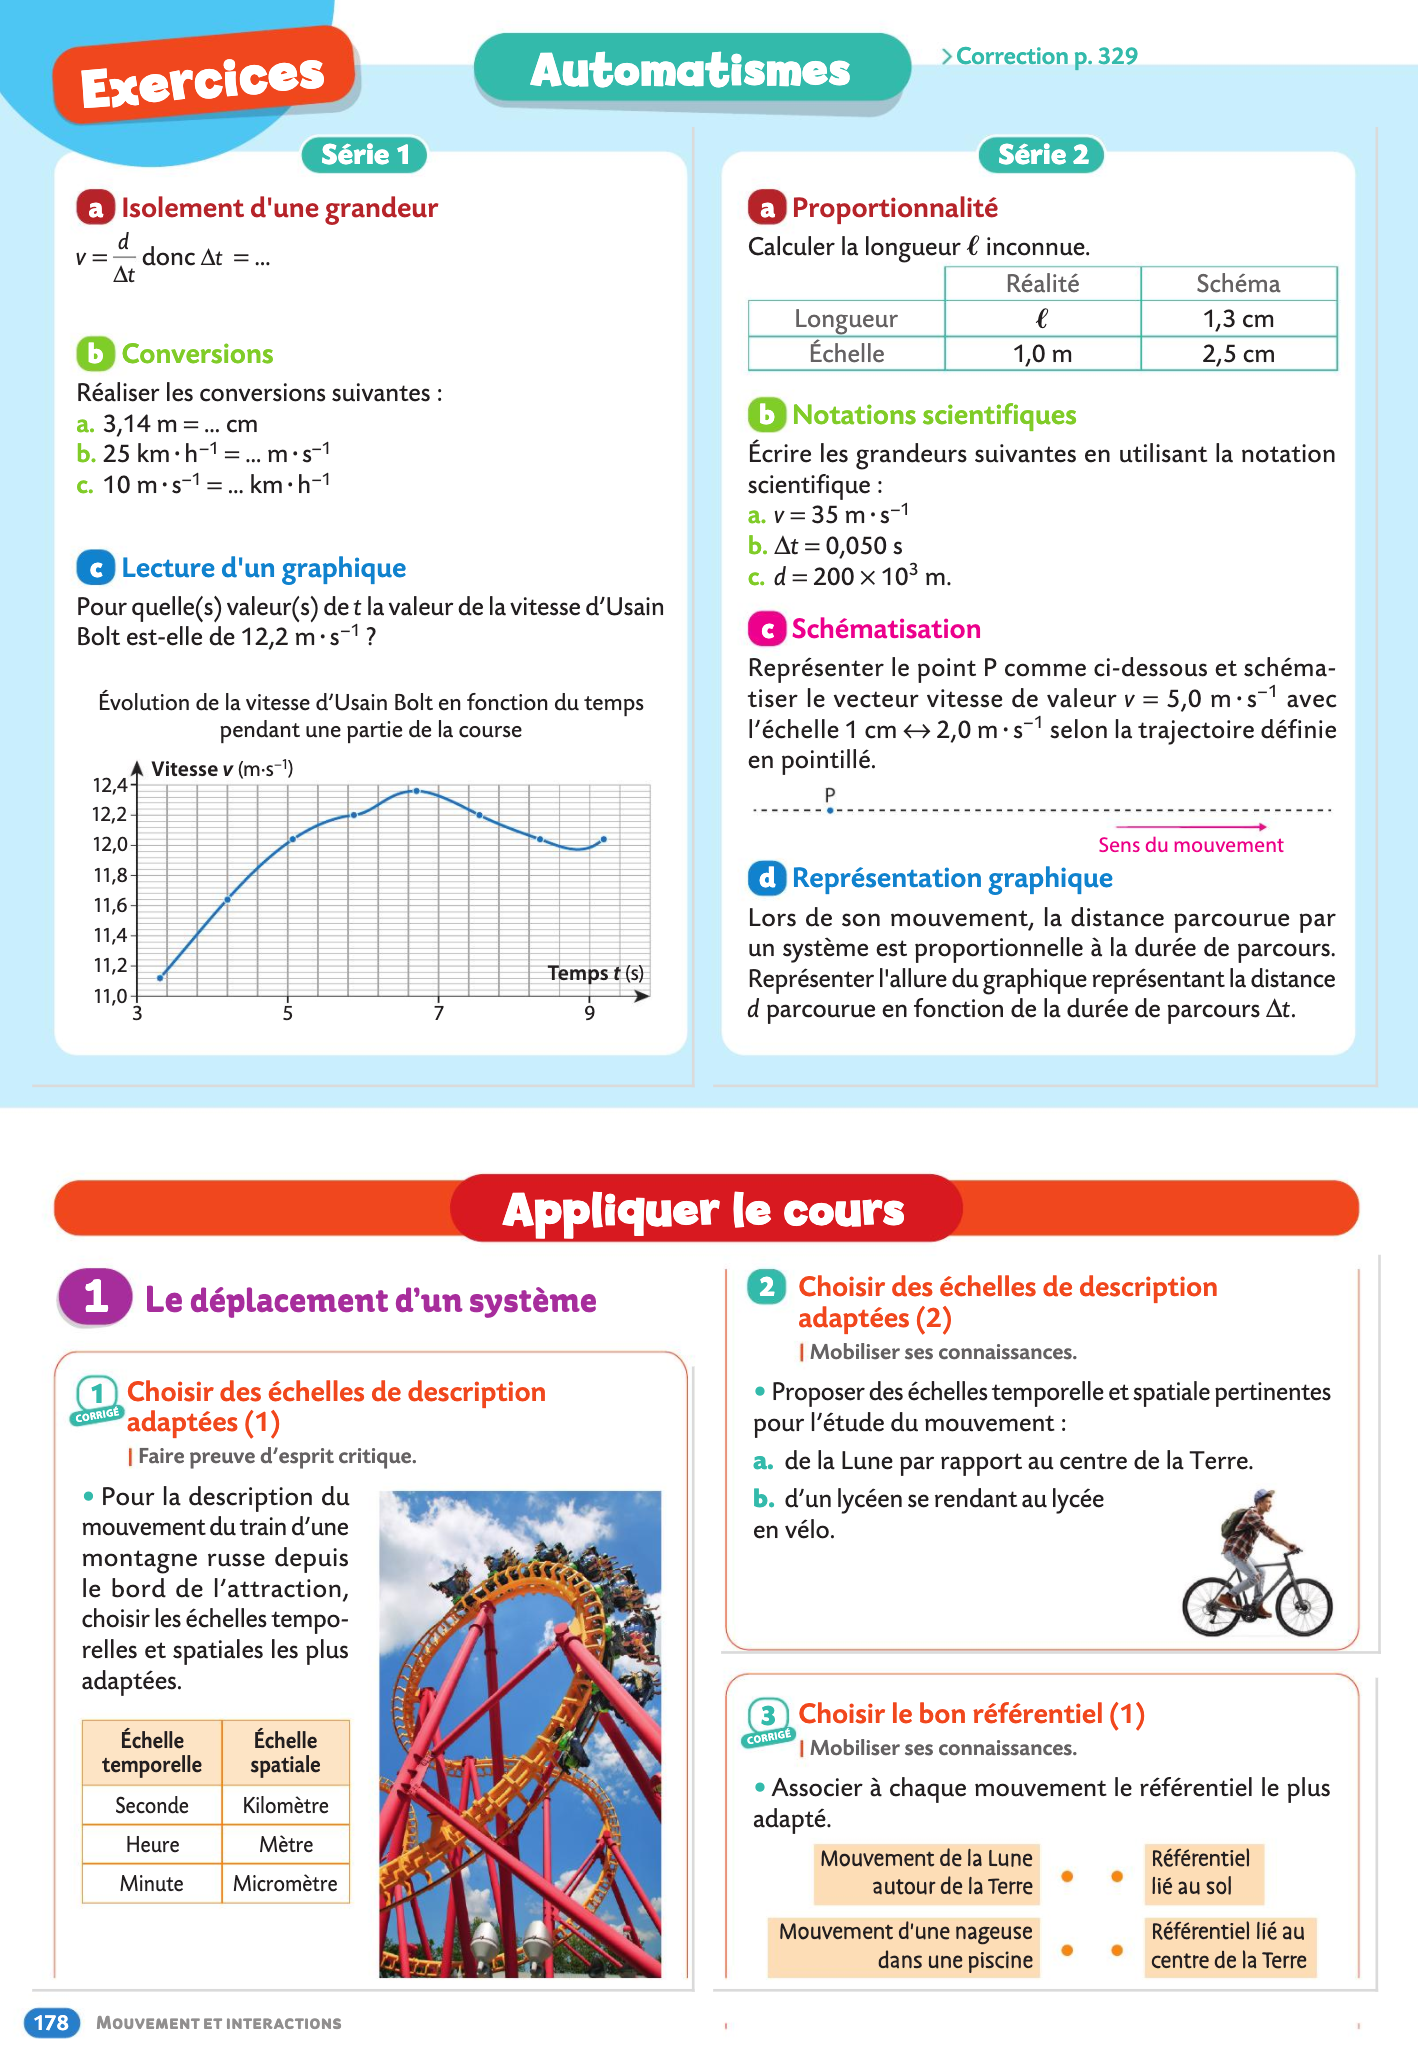 Exercices
Automatismes
> Correction p. 329
Série 1
a Isolement d'une grandeur
v = d/Δt donc Δt = ...
b Conversions
Réaliser les conversions suivantes :
a. 3,14 m = ... cm
b. 25 km · h⁻¹ = ... m · s⁻¹
c. 10 m · s⁻¹ = ... km · h⁻¹
c Lecture d'un graphique
Pour quelle(s) valeur(s) de t la valeur de la vitesse d'Usain
Bolt est-elle de 12,2 m · s⁻¹ ?
Évolution de la vitesse d'Usain Bolt en fonction du temps
pendant une partie de la course
Vitesse v (m·s⁻¹)
12,4
12,2
12,0
11,8
11,6
11,4
11,2
11,0
Temps t (s)
3 5 7 9
Série 2
a Proportionnalité
Calculer la longueur ℓ inconnue.
Réalité Schéma
Longueur ℓ 1,3 cm
Échelle 1,0 m 2,5 cm
b Notations scientifiques
Écrire les grandeurs suivantes en utilisant la notation
scientifique :
a. v = 35 m · s⁻¹
b. Δt = 0,050 s
c. d = 200 × 10³ m.
c Schématisation
Représenter le point P comme ci-dessous et schéma-
tiser le vecteur vitesse de valeur v = 5,0 m · s⁻¹ avec
l'échelle 1 cm ↔ 2,0 m · s⁻¹ selon la trajectoire définie
en pointillé.
P
Sens du mouvement
d Représentation graphique
Lors de son mouvement, la distance parcourue par
un système est proportionnelle à la durée de parcours.
Représenter l'allure du graphique représentant la distance
d parcourue en fonction de la durée de parcours Δt.
Appliquer le cours
1 Le déplacement d'un système
1 Choisir des échelles de description
CORRIGÉ adaptées (1)
| Faire preuve d'esprit critique.
• Pour la description du
mouvement du train d'une
montagne russe depuis
le bord de l'attraction,
choisir les échelles tempo-
relles et spatiales les plus
adaptées.
Échelle temporelle Échelle spatiale
Seconde Kilomètre
Heure Mètre
Minute Micromètre
2 Choisir des échelles de description
adaptées (2)
| Mobiliser ses connaissances.
• Proposer des échelles temporelle et spatiale pertinentes
pour l'étude du mouvement :
a. de la Lune par rapport au centre de la Terre.
b. d'un lycéen se rendant au lycée
en vélo.
3 Choisir le bon référentiel (1)
CORRIGÉ
| Mobiliser ses connaissances.
• Associer à chaque mouvement le référentiel le plus
adapté.
Mouvement de la Lune
autour de la Terre
Référentiel
lié au sol
Mouvement d'une nageuse
dans une piscine
Référentiel lié au
centre de la Terre
178 MOUVEMENT ET INTERACTIONS